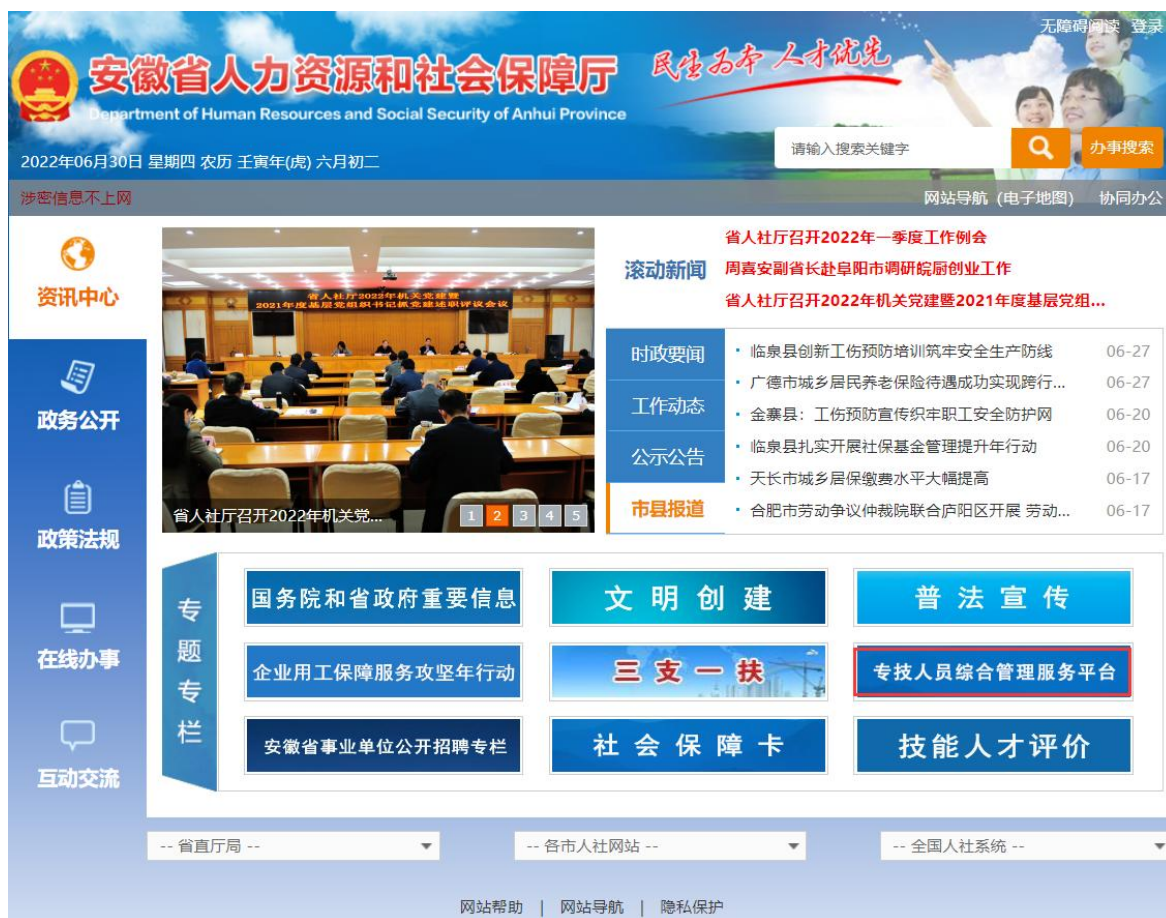 无障碍阅读 登录
安徽省人力资源和社会保障厅
Department of Human Resources and Social Security of Anhui Province
民生为本 人才优先
请输入搜索关键字
办事搜索
2022年06月30日 星期四 农历 壬寅年(虎) 六月初二
涉密信息不上网
网站导航 (电子地图) 协同办公
资讯中心
政务公开
政策法规
在线办事
互动交流
省人社厅2022年机关党建暨
2021年度基层党组织书记抓党建述职评议会议
省人社厅召开2022年机关党...
1 2 3 4 5
滚动新闻
省人社厅召开2022年一季度工作例会
周喜安副省长赴阜阳市调研皖厨创业工作
省人社厅召开2022年机关党建暨2021年度基层党组...
时政要闻
工作动态
公示公告
市县报道
· 临泉县创新工伤预防培训筑牢安全生产防线 06-27
· 广德市城乡居民养老保险待遇成功实现跨行... 06-27
· 金寨县：工伤预防宣传织牢职工安全防护网 06-20
· 临泉县扎实开展社保基金管理提升年行动 06-20
· 天长市城乡居保缴费水平大幅提高 06-17
· 合肥市劳动争议仲裁院联合庐阳区开展 劳动... 06-17
专题专栏
国务院和省政府重要信息
文明创建
普法宣传
企业用工保障服务攻坚年行动
三支一扶
专技人员综合管理服务平台
安徽省事业单位公开招聘专栏
社会保障卡
技能人才评价
-- 省直厅局 --
-- 各市人社网站 --
-- 全国人社系统 --
网站帮助 | 网站导航 | 隐私保护